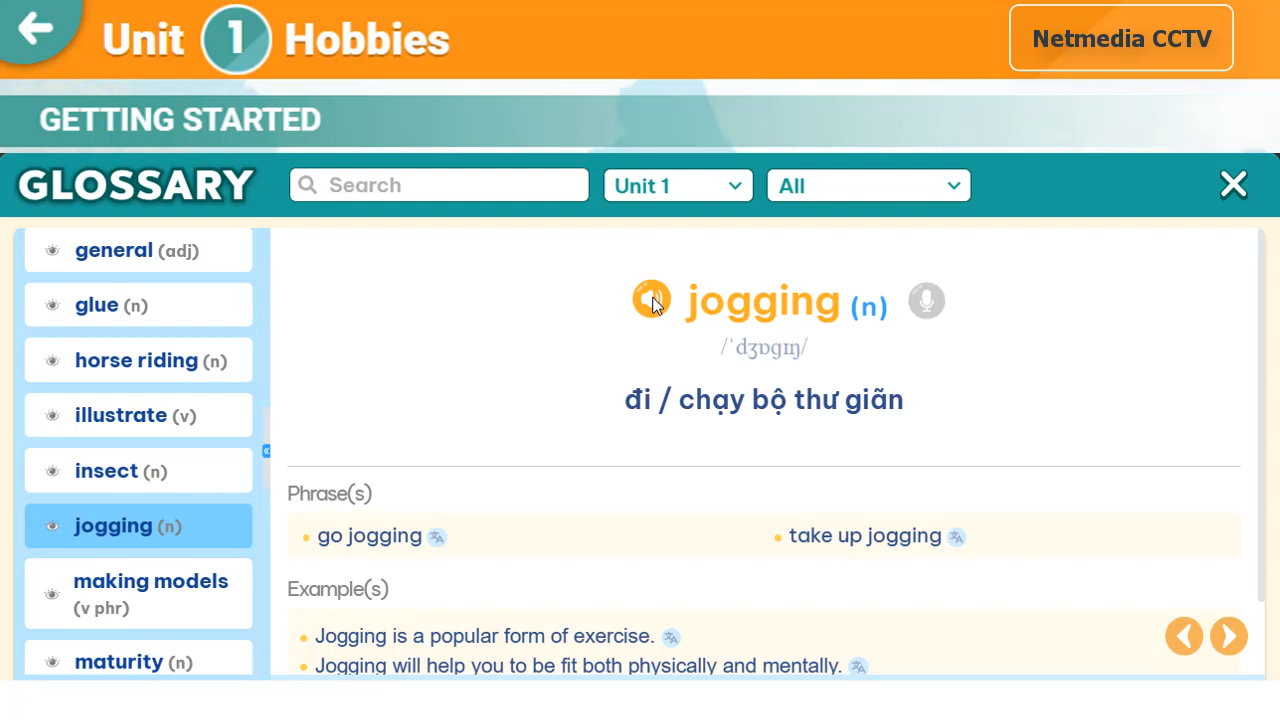 Unit 1 Hobbies
Netmedia CCTV
GETTING STARTED
GLOSSARY
Search
Unit 1
All
general (adj)
glue (n)
horse riding (n)
illustrate (v)
insect (n)
jogging (n)
making models
(v phr)
maturity (n)
jogging (n)
/ˈdʒɒɡɪŋ/
đi / chạy bộ thư giãn
Phrase(s)
go jogging
take up jogging
Example(s)
Jogging is a popular form of exercise.
Jogging will help you to be fit both physically and mentally.